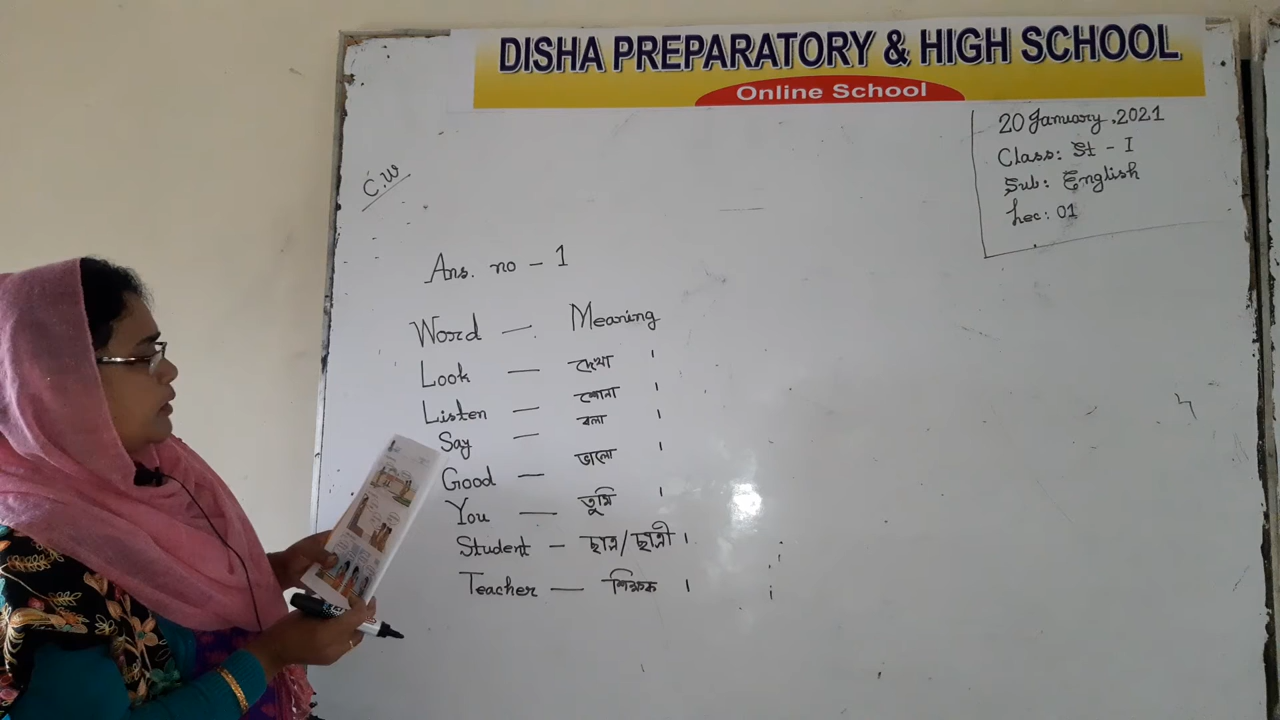 DISHA PREPARATORY & HIGH SCHOOL
Online School
20 January, 2021
Class: St - I
Sub: English
Lec: 01
C.W
Ans. no - 1
Word — Meaning
Look — দেখা ।
Listen — শোনা ।
Say — বলা ।
Good — ভালো ।
You — তুমি ।
Student — ছাত্র/ছাত্রী ।
Teacher — শিক্ষক ।